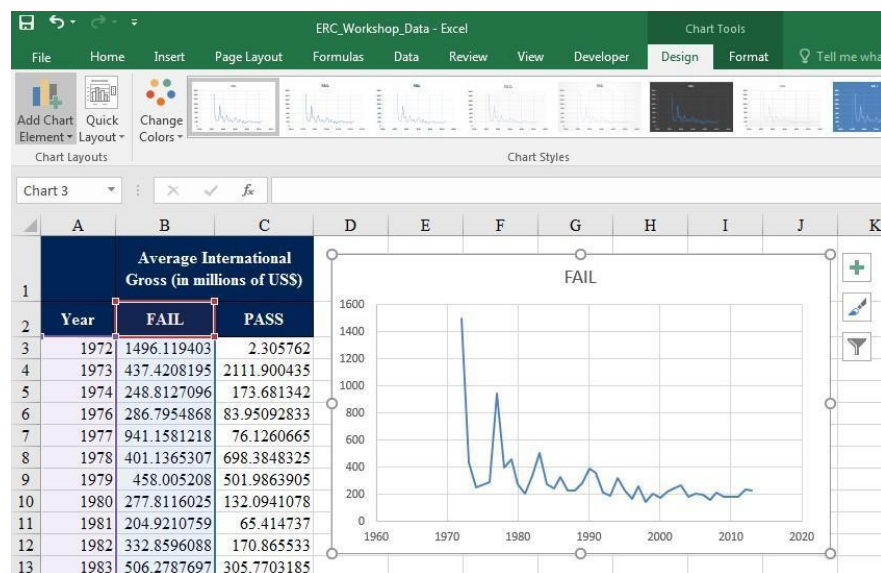 ERC_Workshop_Data - Excel
Chart Tools
File Home Insert Page Layout Formulas Data Review View Developer Design Format Tell me wha
Add Chart Element
Quick Layout
Change Colors
Chart Layouts
Chart Styles
Chart 3
fx
A B C D E F G H I J K
1 Average International
Gross (in millions of US$)
2 Year FAIL PASS
3 1972 1496.119403 2.305762
4 1973 437.4208195 2111.900435
5 1974 248.8127096 173.681342
6 1976 286.7954868 83.95092833
7 1977 941.1581218 76.1260665
8 1978 401.1365307 698.3848325
9 1979 458.005208 501.9863905
10 1980 277.8116025 132.0941078
11 1981 204.9210759 65.414737
12 1982 332.8596088 170.865533
13 1983 506.2787697 305.7703185
FAIL
1600
1400
1200
1000
800
600
400
200
0
1960 1970 1980 1990 2000 2010 2020